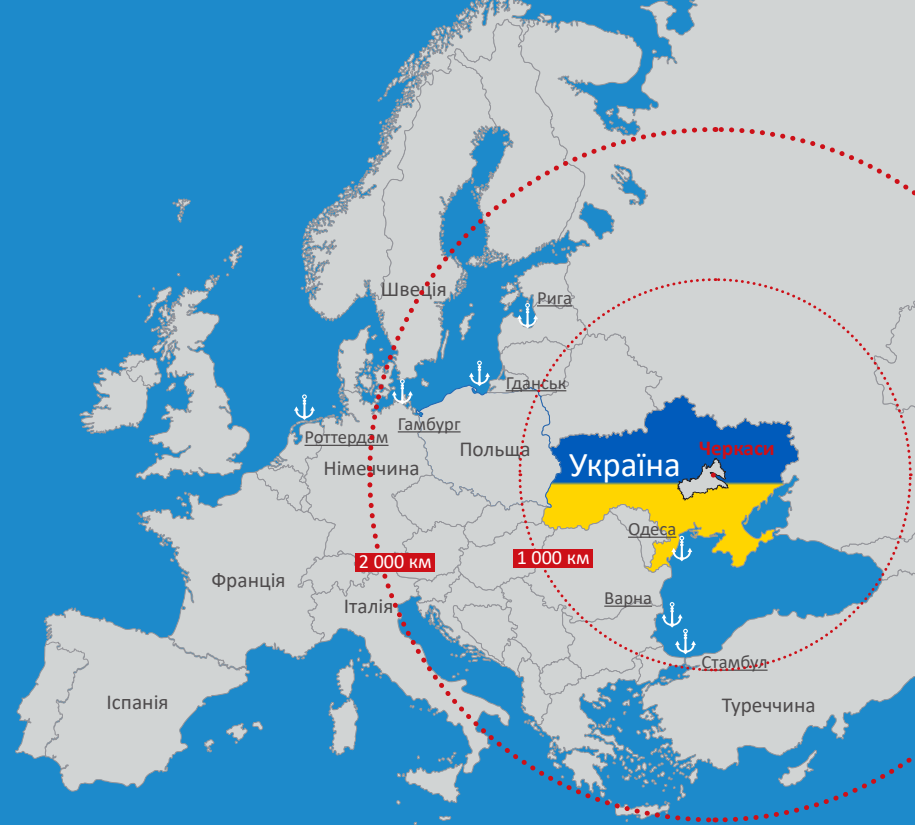 Швеція
Рига
Гданськ
Гамбург
Роттердам
Польща
Черкаси
Німеччина
Україна
Одеса
2 000 км
1 000 км
Франція
Варна
Італія
Стамбул
Іспанія
Туреччина